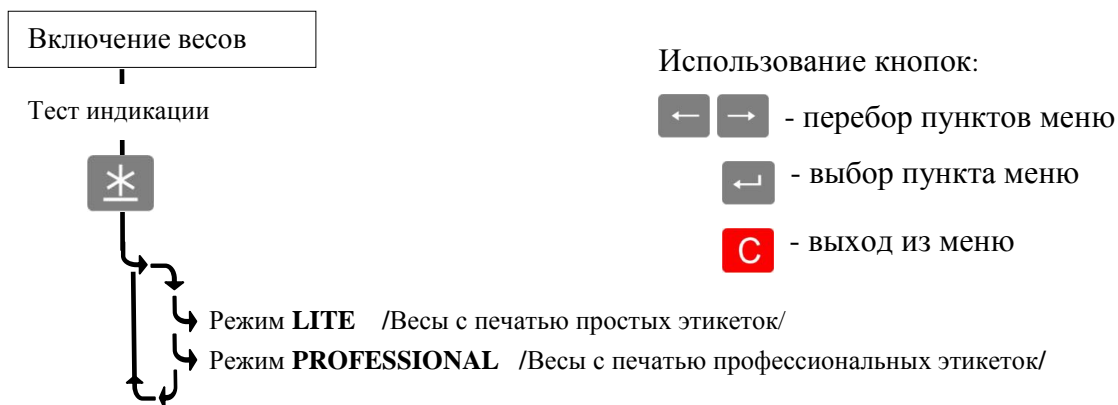 Включение весов
Тест индикации
Использование кнопок:
← → - перебор пунктов меню
↵ - выбор пункта меню
C - выход из меню
Режим LITE /Весы с печатью простых этикеток/
Режим PROFESSIONAL /Весы с печатью профессиональных этикеток/